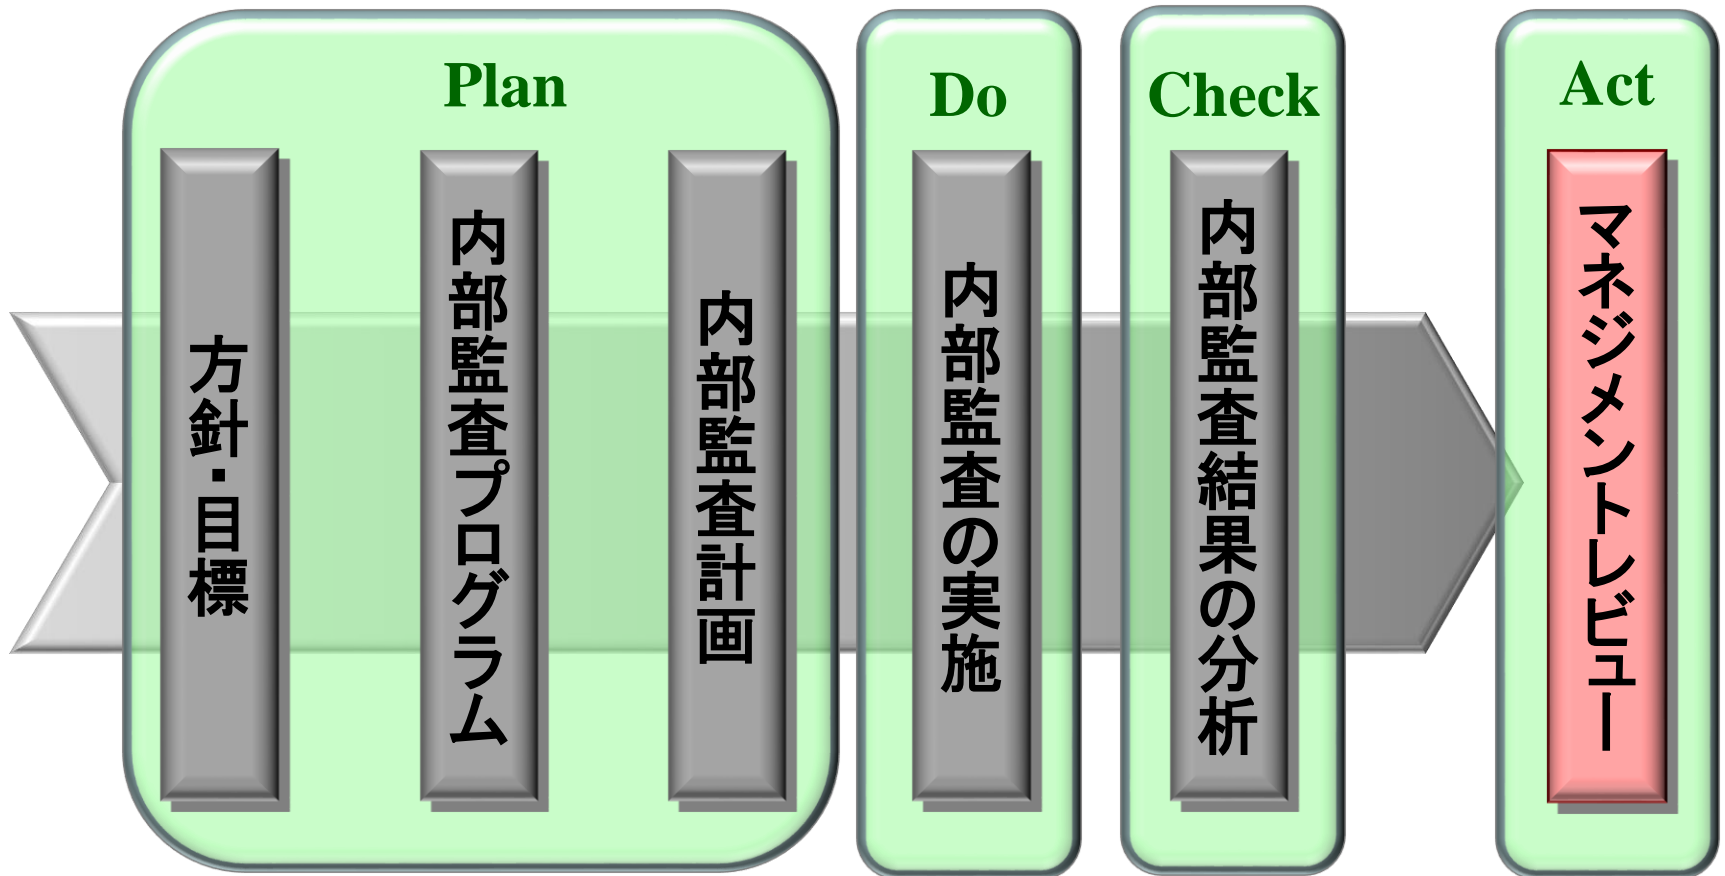 Plan
方針・目標
内部監査プログラム
内部監査計画
Do
内部監査の実施
Check
内部監査結果の分析
Act
マネジメントレビュー